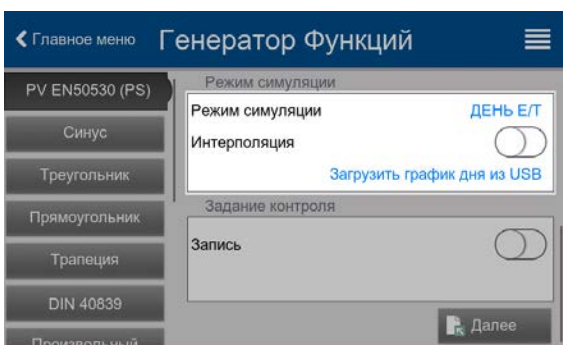 Главное меню
Генератор Функций
PV EN50530 (PS)
Синус
Треугольник
Прямоугольник
Трапеция
DIN 40839
Произвольный
Режим симуляции
Режим симуляции ДЕНЬ E/T
Интерполяция
Загрузить график дня из USB
Задание контроля
Запись
Далее